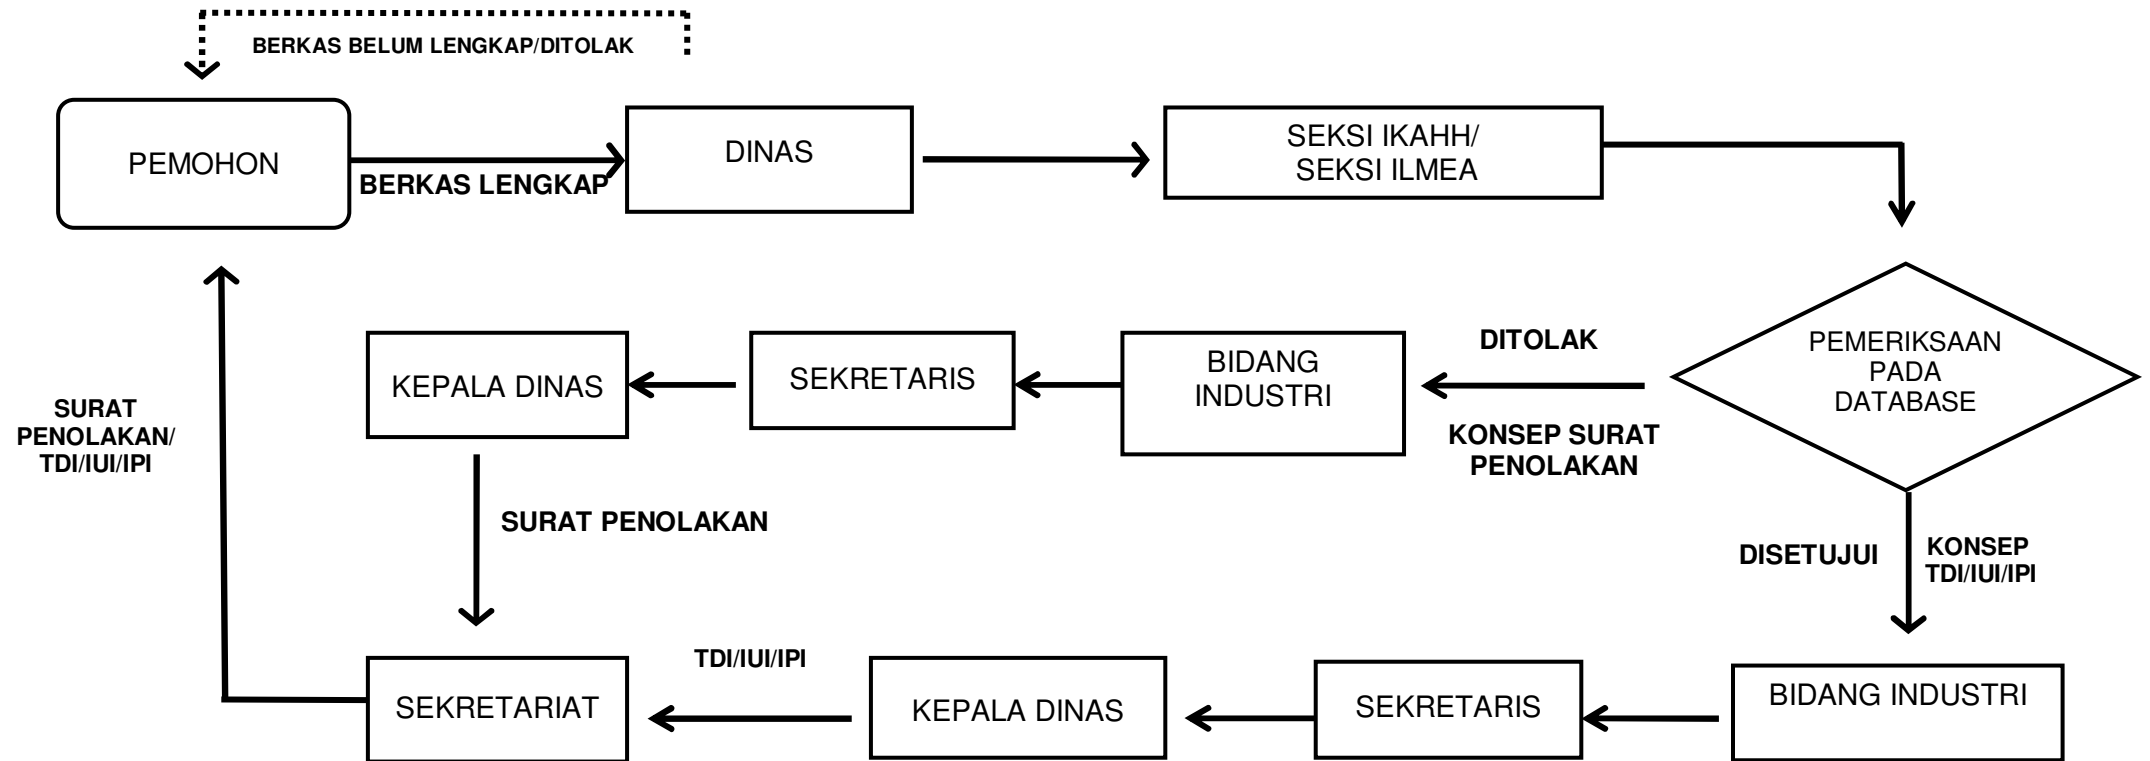 BERKAS BELUM LENGKAP/DITOLAK
PEMOHON
BERKAS LENGKAP
DINAS
SEKSI IKAHH/
SEKSI ILMEA
PEMERIKSAAN
PADA
DATABASE
DITOLAK
KONSEP SURAT
PENOLAKAN
BIDANG
INDUSTRI
SEKRETARIS
KEPALA DINAS
SURAT PENOLAKAN
SURAT
PENOLAKAN/
TDI/IUI/IPI
DISETUJUI
KONSEP
TDI/IUI/IPI
BIDANG INDUSTRI
SEKRETARIS
KEPALA DINAS
TDI/IUI/IPI
SEKRETARIAT